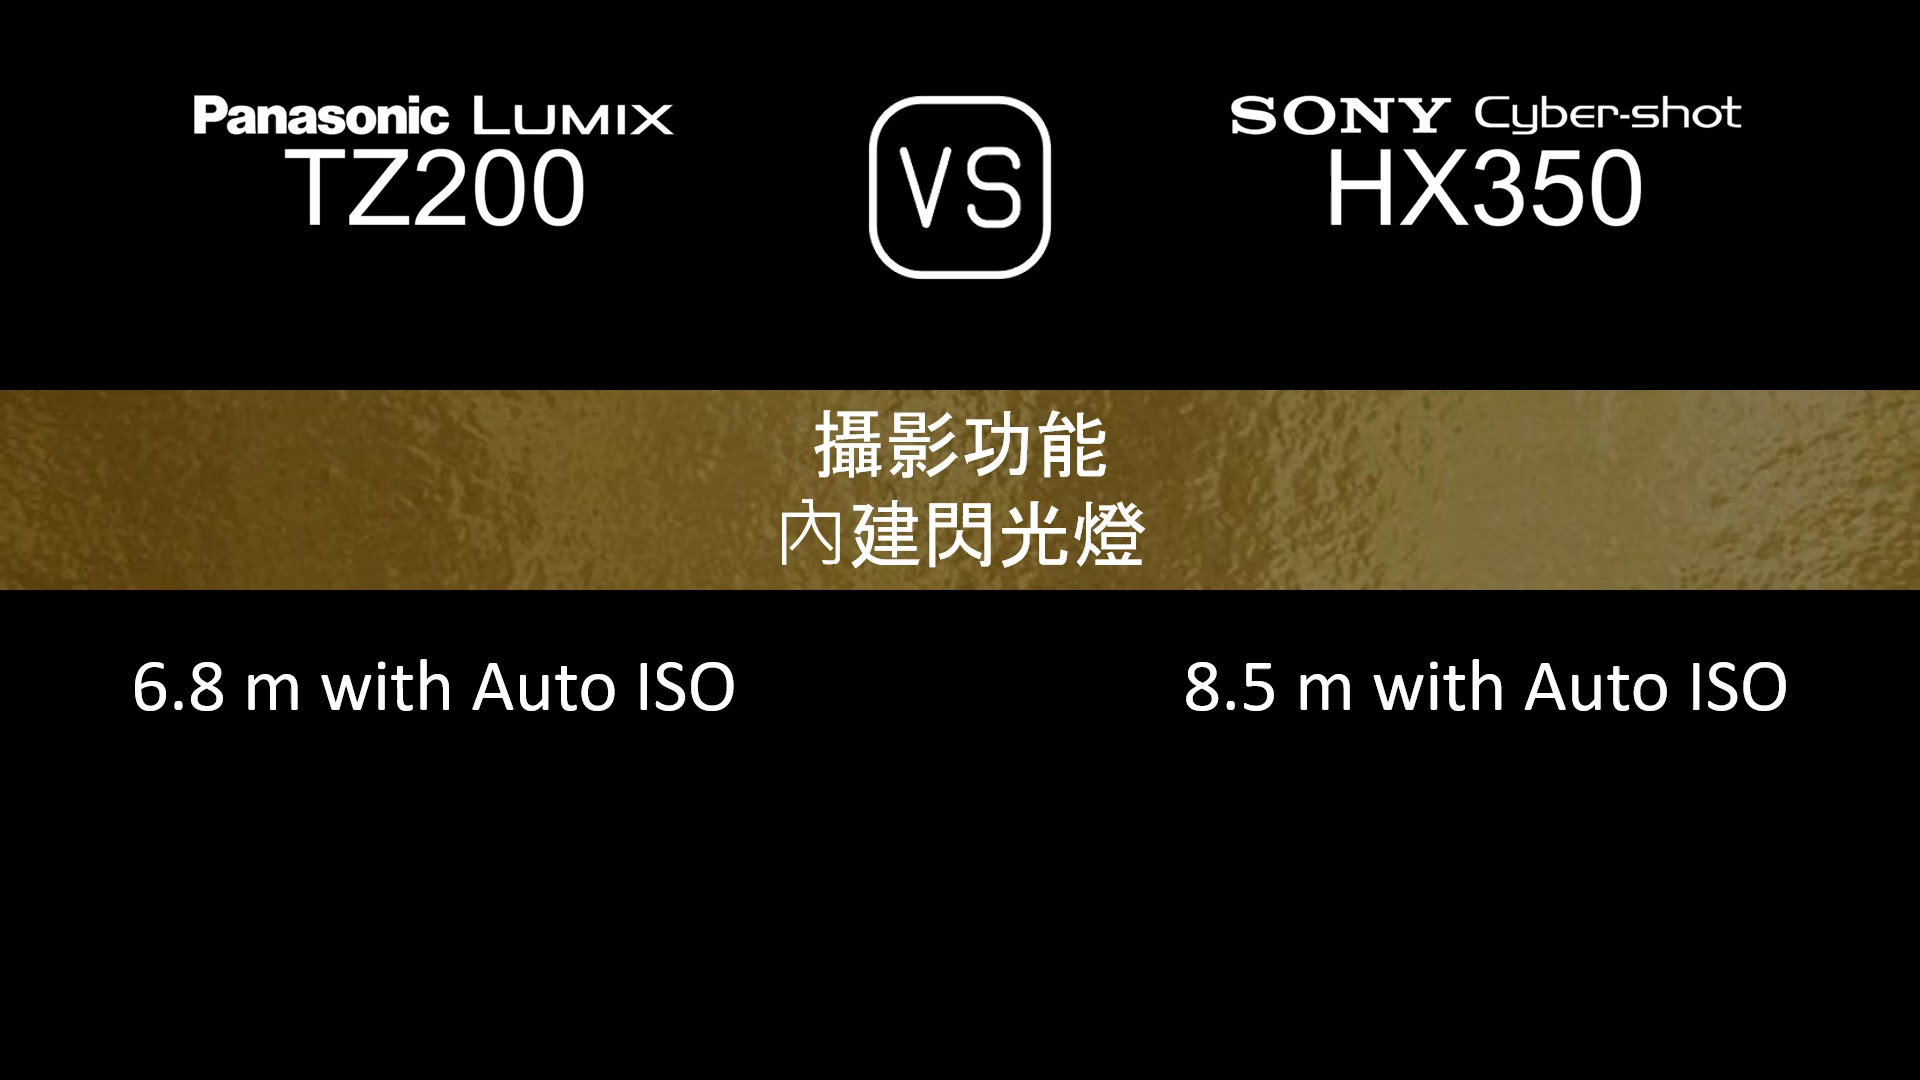 Panasonic LUMIX
TZ200
VS
SONY Cyber-shot
HX350
攝影功能
內建閃光燈
6.8 m with Auto ISO
8.5 m with Auto ISO